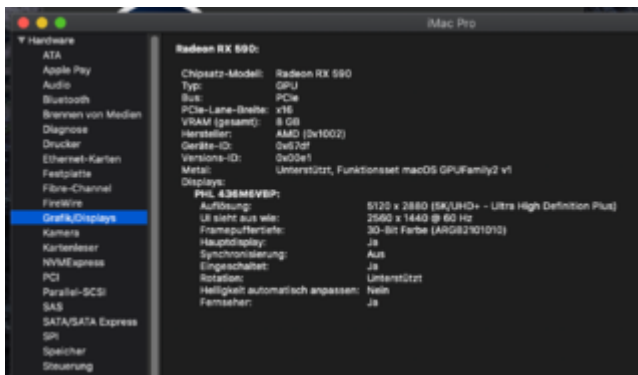 iMac Pro
Hardware
ATA
Apple Pay
Audio
Bluetooth
Brennen von Medien
Diagnose
Drucker
Ethernet-Karten
Festplatte
Fibre-Channel
FireWire
Grafik/Displays
Kamera
Kartenleser
NVMExpress
PCI
Parallel-SCSI
SAS
SATA/SATA Express
SPI
Speicher
Steuerung
Radeon RX 590:
Chipsatz-Modell: Radeon RX 590
Typ: GPU
Bus: PCIe
PCIe-Lane-Breite: x16
VRAM (gesamt): 8 GB
Hersteller: AMD (0x1002)
Geräte-ID: 0x67df
Versions-ID: 0x00e1
Metal: Unterstützt, Funktionsset macOS GPUFamily2 v1
Displays:
PHL 436M6VBP:
Auflösung: 5120 x 2880 (5K/UHD+ - Ultra High Definition Plus)
UI sieht aus wie: 2560 x 1440 @ 60 Hz
Framepuffertiefe: 30-Bit Farbe (ARGB2101010)
Hauptdisplay: Ja
Synchronisierung: Aus
Eingeschaltet: Ja
Rotation: Unterstützt
Helligkeit automatisch anpassen: Nein
Fernseher: Ja